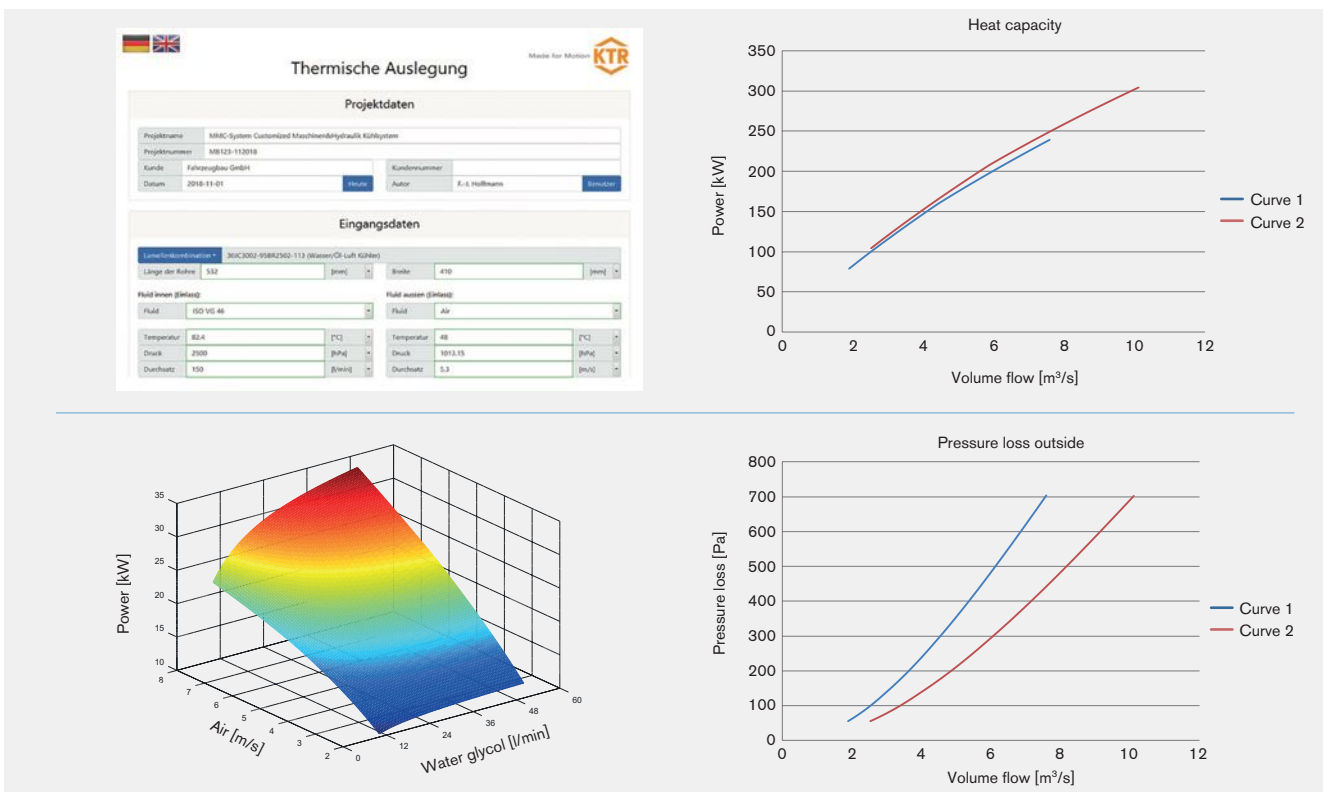 Made for Motion KTR
Thermische Auslegung
Projektdaten
Projektname MMC-System Customized Maschinen&Hydraulik Kühlsystem
Projektnummer MB123-112018
Kunde Fahrzeugbau GmbH Kundennummer
Datum 2018-11-01 Heute Autor F.-J. Hoffmann Benutzer
Eingangsdaten
Lamellenkombination (Wasser/Öl-Luft Kühler)
Länge der Rohre 532 [mm] Breite 410 [mm]
Fluid innen (Einlass): Fluid aussen (Einlass):
Fluid ISO VG 46 Fluid Air
Temperatur 82.4 [°C] Temperatur 48 [°C]
Druck 2500 [hPa] Druck 1013.15 [hPa]
Durchsatz 150 [l/min] Durchsatz 5.3 [m/s]
Heat capacity
350
300
250
200
150
100
50
0
Power [kW]
0 2 4 6 8 10 12
Volume flow [m³/s]
Curve 1
Curve 2
35
30
25
20
15
10
Power [kW]
8 7 6 5 4 3 2
Air [m/s]
0 12 24 36 48 60
Water glycol [l/min]
Pressure loss outside
800
700
600
500
400
300
200
100
0
Pressure loss [Pa]
0 2 4 6 8 10 12
Volume flow [m³/s]
Curve 1
Curve 2